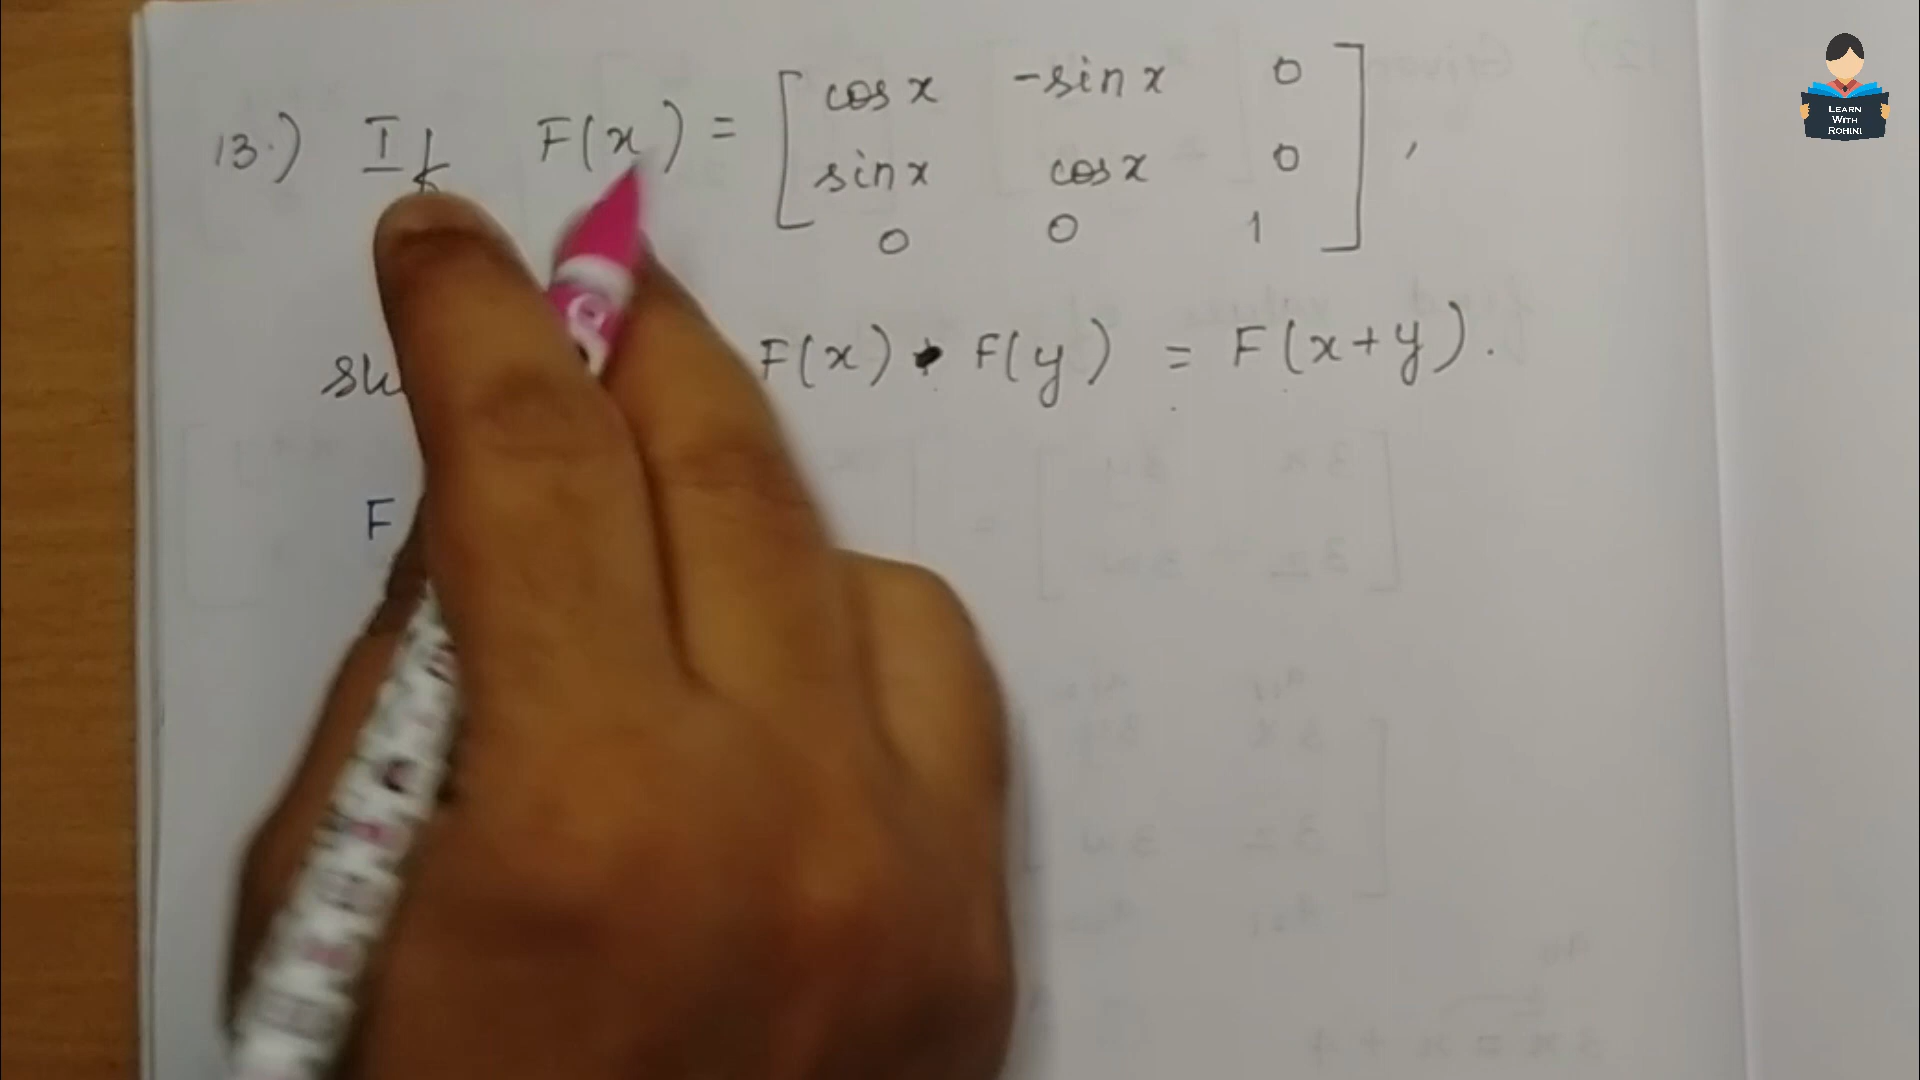 13.) If F(x) = [ cos x -sin x 0
sin x cos x 0
0 0 1 ] ,
F(x) • F(y) = F(x+y).
F
LEARN
WITH
ROHINI